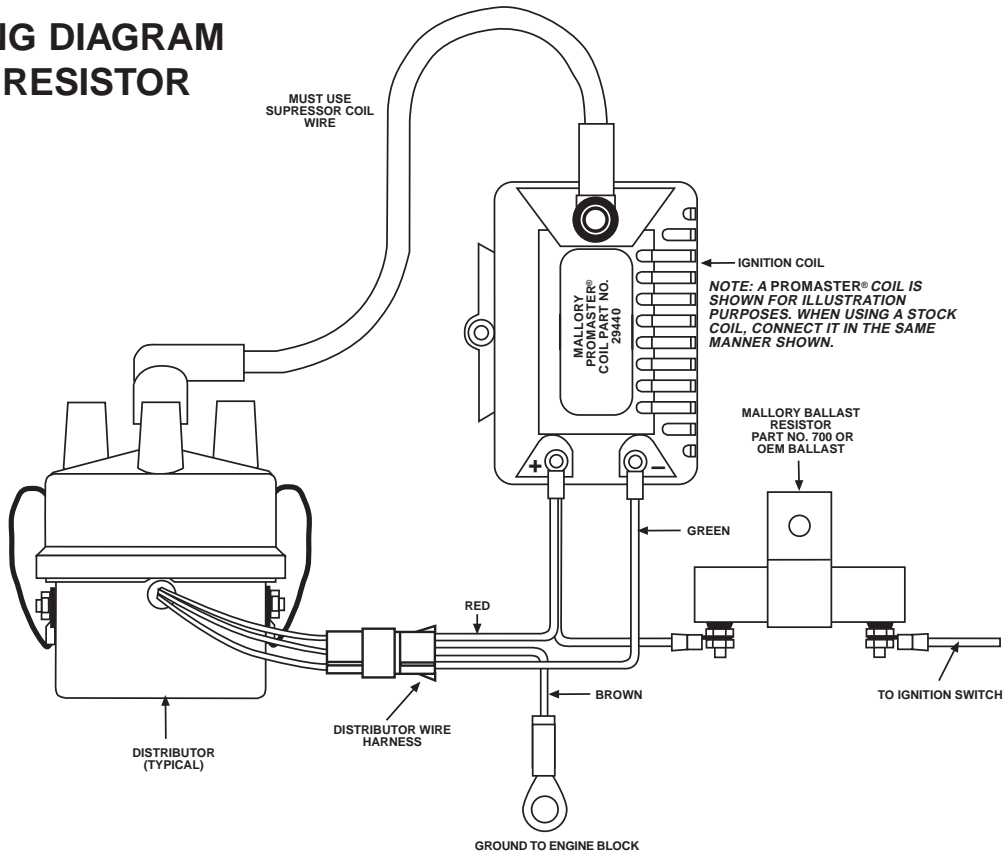 NG DIAGRAM
RESISTOR
MUST USE
SUPRESSOR COIL
WIRE
MALLORY
PROMASTER®
COIL PART NO.
29440
IGNITION COIL
NOTE: A PROMASTER® COIL IS
SHOWN FOR ILLUSTRATION
PURPOSES. WHEN USING A STOCK
COIL, CONNECT IT IN THE SAME
MANNER SHOWN.
MALLORY BALLAST
RESISTOR
PART NO. 700 OR
OEM BALLAST
+
–
GREEN
RED
TO IGNITION SWITCH
BROWN
DISTRIBUTOR WIRE
HARNESS
DISTRIBUTOR
(TYPICAL)
GROUND TO ENGINE BLOCK